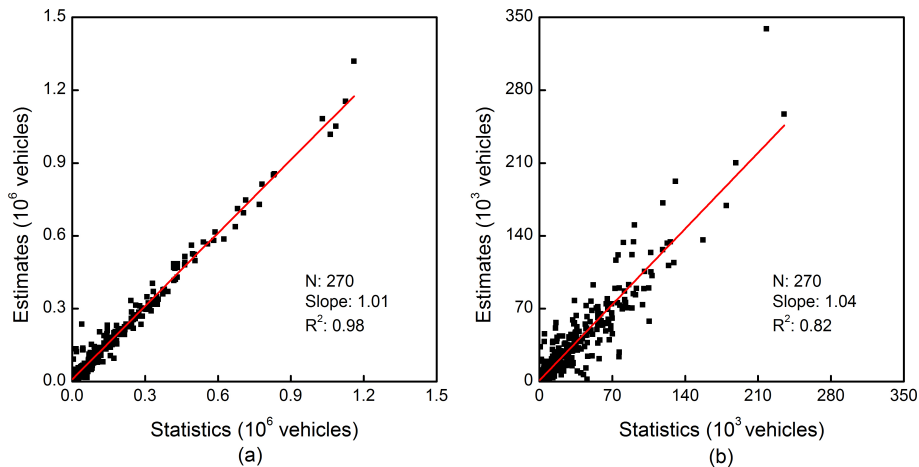 1.5
1.2
0.9
0.6
0.3
0.0
Estimates (10⁶ vehicles)
N: 270
Slope: 1.01
R²: 0.98
0.0 0.3 0.6 0.9 1.2 1.5
Statistics (10⁶ vehicles)
(a)
350
280
210
140
70
0
Estimates (10³ vehicles)
N: 270
Slope: 1.04
R²: 0.82
0 70 140 210 280 350
Statistics (10³ vehicles)
(b)